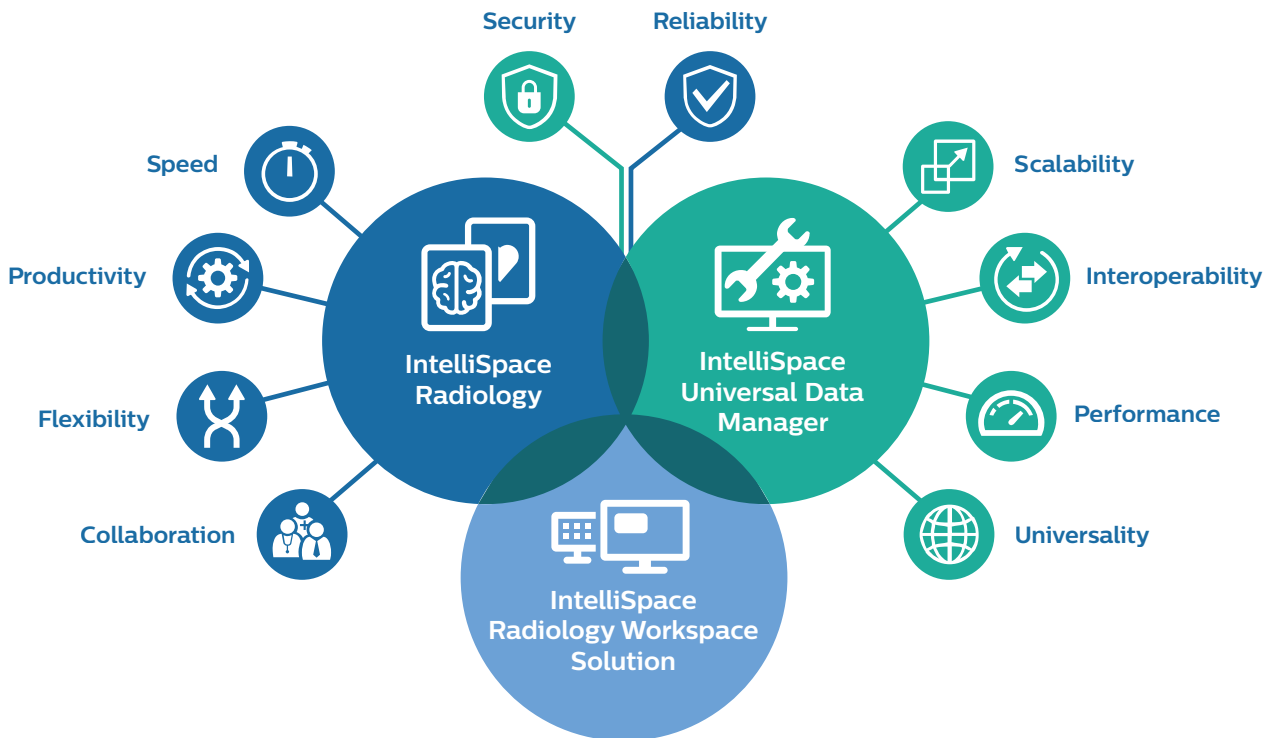 Security
Reliability
Speed
Scalability
Productivity
Interoperability
IntelliSpace
Radiology
IntelliSpace
Universal Data
Manager
Flexibility
Performance
Collaboration
Universality
IntelliSpace
Radiology Workspace
Solution